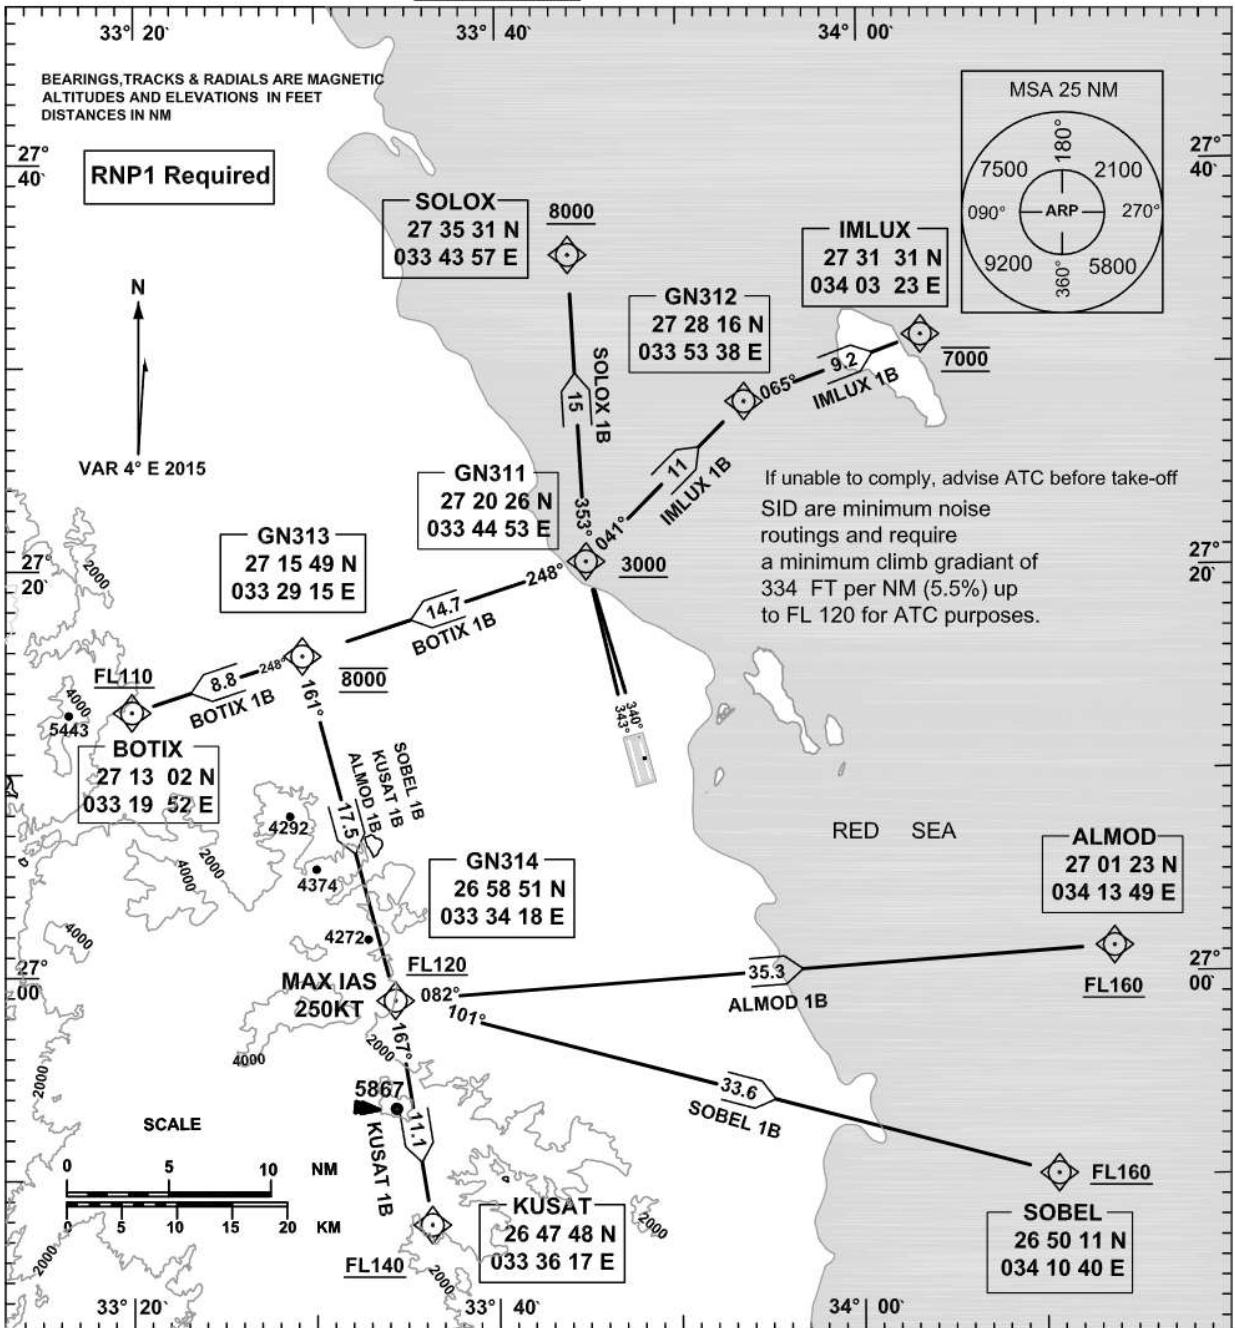 33° 20`
33° 40`
34° 00`
BEARINGS,TRACKS & RADIALS ARE MAGNETIC
ALTITUDES AND ELEVATIONS IN FEET
DISTANCES IN NM
MSA 25 NM
180°
7500
2100
090°
ARP
270°
9200
5800
360°
27°
40`
27°
40`
RNP1 Required
SOLOX
27 35 31 N
033 43 57 E
8000
IMLUX
27 31 31 N
034 03 23 E
7000
GN312
27 28 16 N
033 53 38 E
N
VAR 4° E 2015
SOLOX 1B
15
353°
065°
9.2
IMLUX 1B
11
IMLUX 1B
041°
If unable to comply, advise ATC before take-off
SID are minimum noise
routings and require
a minimum climb gradiant of
334 FT per NM (5.5%) up
to FL 120 for ATC purposes.
GN311
27 20 26 N
033 44 53 E
3000
GN313
27 15 49 N
033 29 15 E
8000
27°
20`
27°
20`
2000
248°
14.7
BOTIX 1B
248°
8.8
BOTIX 1B
FL110
4000
5443
BOTIX
27 13 02 N
033 19 52 E
161°
340°
343°
SOBEL 1B
KUSAT 1B
ALMOD 1B
17.5
4292
2000
4000
4374
4272
4000
RED SEA
GN314
26 58 51 N
033 34 18 E
ALMOD
27 01 23 N
034 13 49 E
FL160
27°
00`
27°
00`
FL120
MAX IAS
250KT
082°
35.3
ALMOD 1B
101°
33.6
SOBEL 1B
167°
2000
4000
2000
5867
11.1
KUSAT 1B
SCALE
0 5 10 NM
0 5 10 15 20 KM
FL160
SOBEL
26 50 11 N
034 10 40 E
KUSAT
26 47 48 N
033 36 17 E
FL140
2000
2000
2000
33° 20`
33° 40`
34° 00`